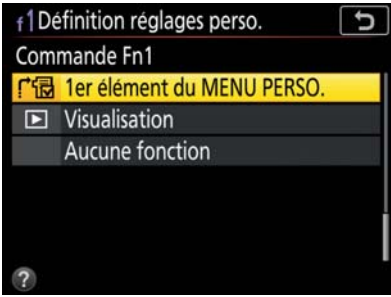 f1 Définition réglages perso.
Commande Fn1
1er élément du MENU PERSO.
Visualisation
Aucune fonction
?